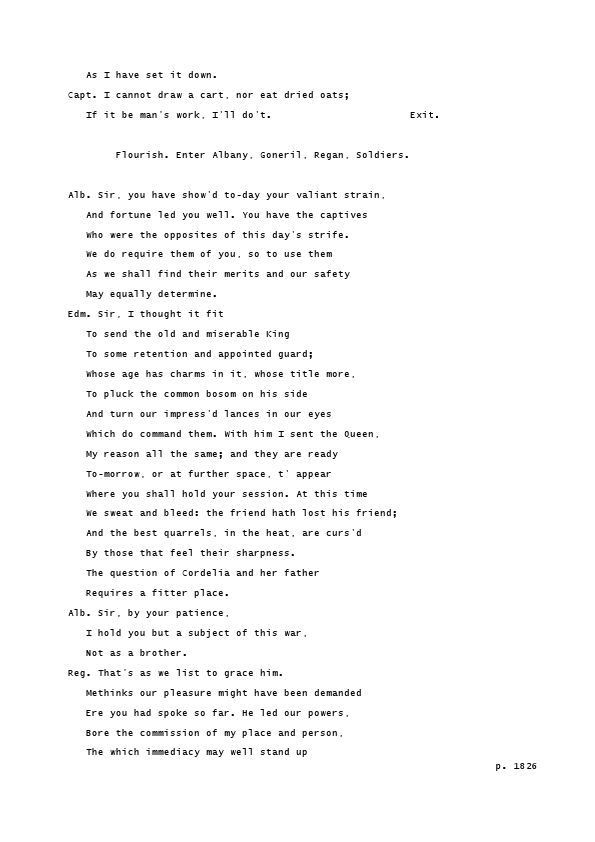 As I have set it down.
Capt. I cannot draw a cart, nor eat dried oats;
If it be man's work, I'll do't. Exit.
Flourish. Enter Albany, Goneril, Regan, Soldiers.
Alb. Sir, you have show'd to-day your valiant strain,
And fortune led you well. You have the captives
Who were the opposites of this day's strife.
We do require them of you, so to use them
As we shall find their merits and our safety
May equally determine.
Edm. Sir, I thought it fit
To send the old and miserable King
To some retention and appointed guard;
Whose age has charms in it, whose title more,
To pluck the common bosom on his side
And turn our impress'd lances in our eyes
Which do command them. With him I sent the Queen,
My reason all the same; and they are ready
To-morrow, or at further space, t' appear
Where you shall hold your session. At this time
We sweat and bleed: the friend hath lost his friend;
And the best quarrels, in the heat, are curs'd
By those that feel their sharpness.
The question of Cordelia and her father
Requires a fitter place.
Alb. Sir, by your patience,
I hold you but a subject of this war,
Not as a brother.
Reg. That's as we list to grace him.
Methinks our pleasure might have been demanded
Ere you had spoke so far. He led our powers,
Bore the commission of my place and person,
The which immediacy may well stand up
p. 1826